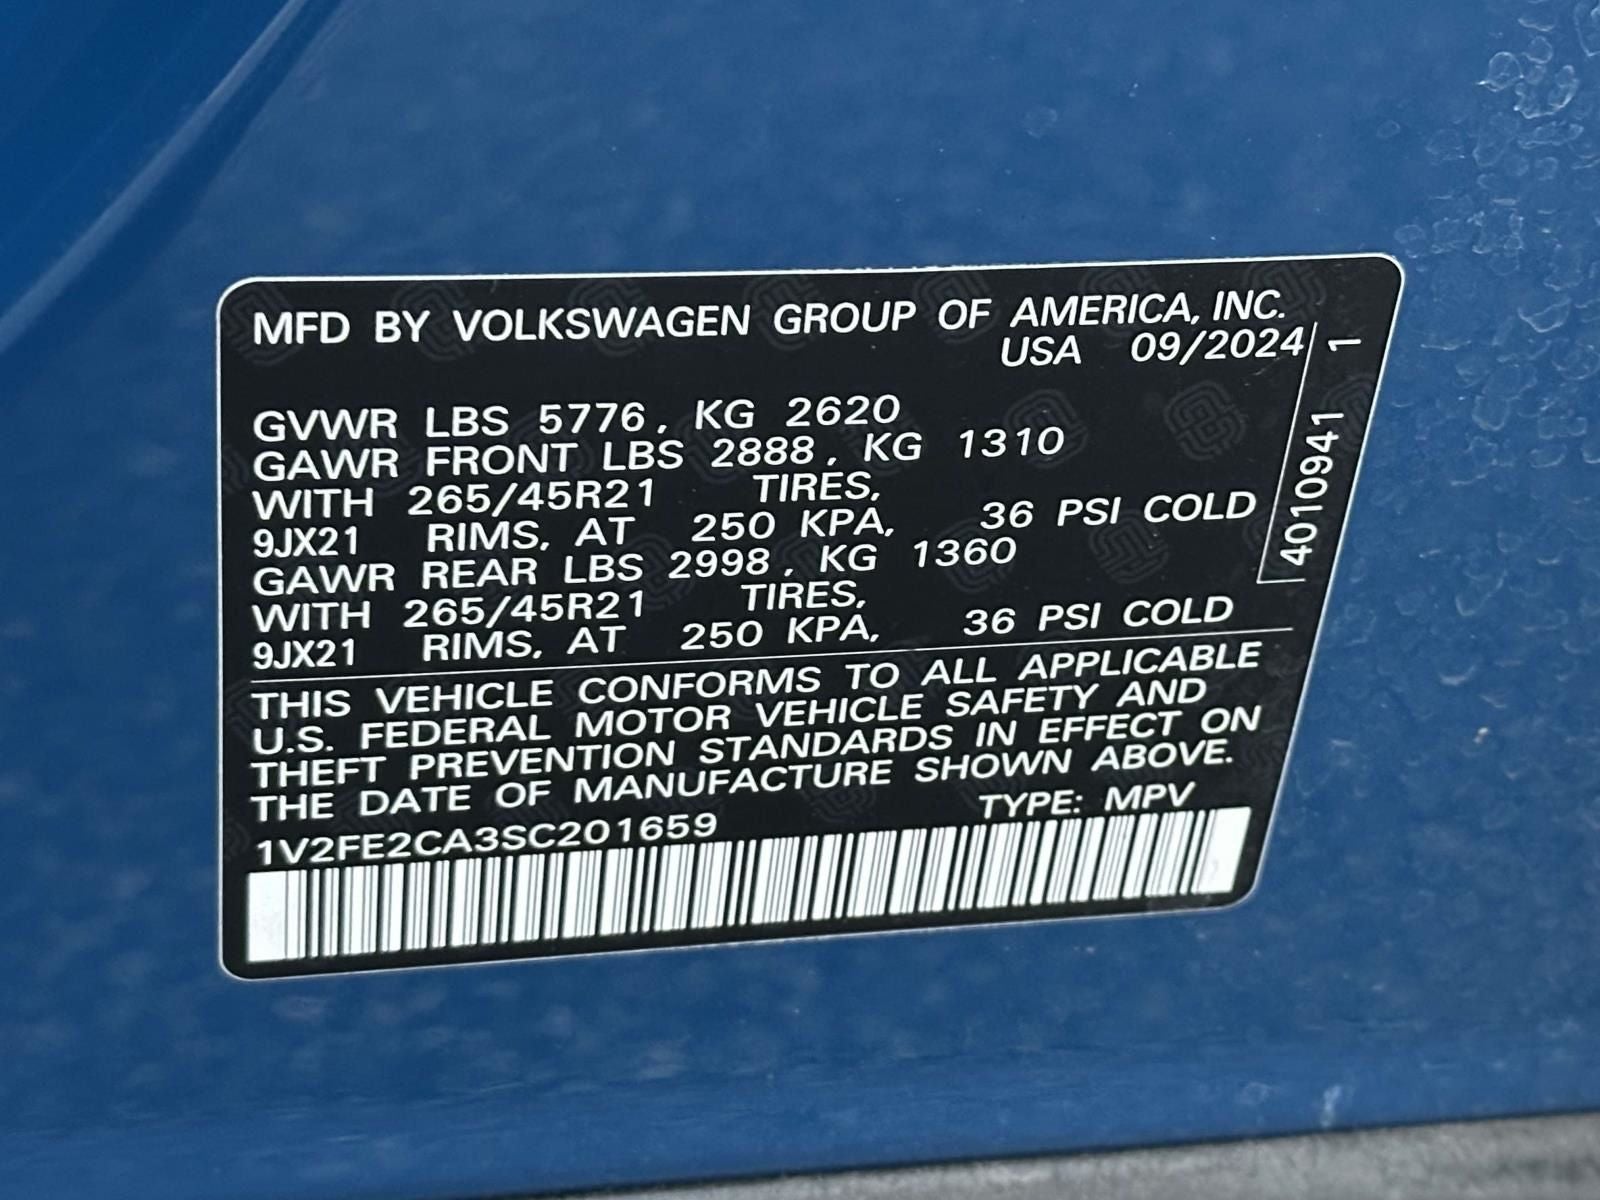 MFD BY VOLKSWAGEN GROUP OF AMERICA, INC.
USA 09/2024
GVWR LBS 5776, KG 2620
GAWR FRONT LBS 2888, KG 1310
WITH 265/45R21 TIRES,
9JX21 RIMS, AT 250 KPA, 36 PSI COLD
GAWR REAR LBS 2998, KG 1360
WITH 265/45R21 TIRES,
9JX21 RIMS, AT 250 KPA, 36 PSI COLD
THIS VEHICLE CONFORMS TO ALL APPLICABLE
U.S. FEDERAL MOTOR VEHICLE SAFETY AND
THEFT PREVENTION STANDARDS IN EFFECT ON
THE DATE OF MANUFACTURE SHOWN ABOVE.
1V2FE2CA3SC201659 TYPE: MPV
4010941 1